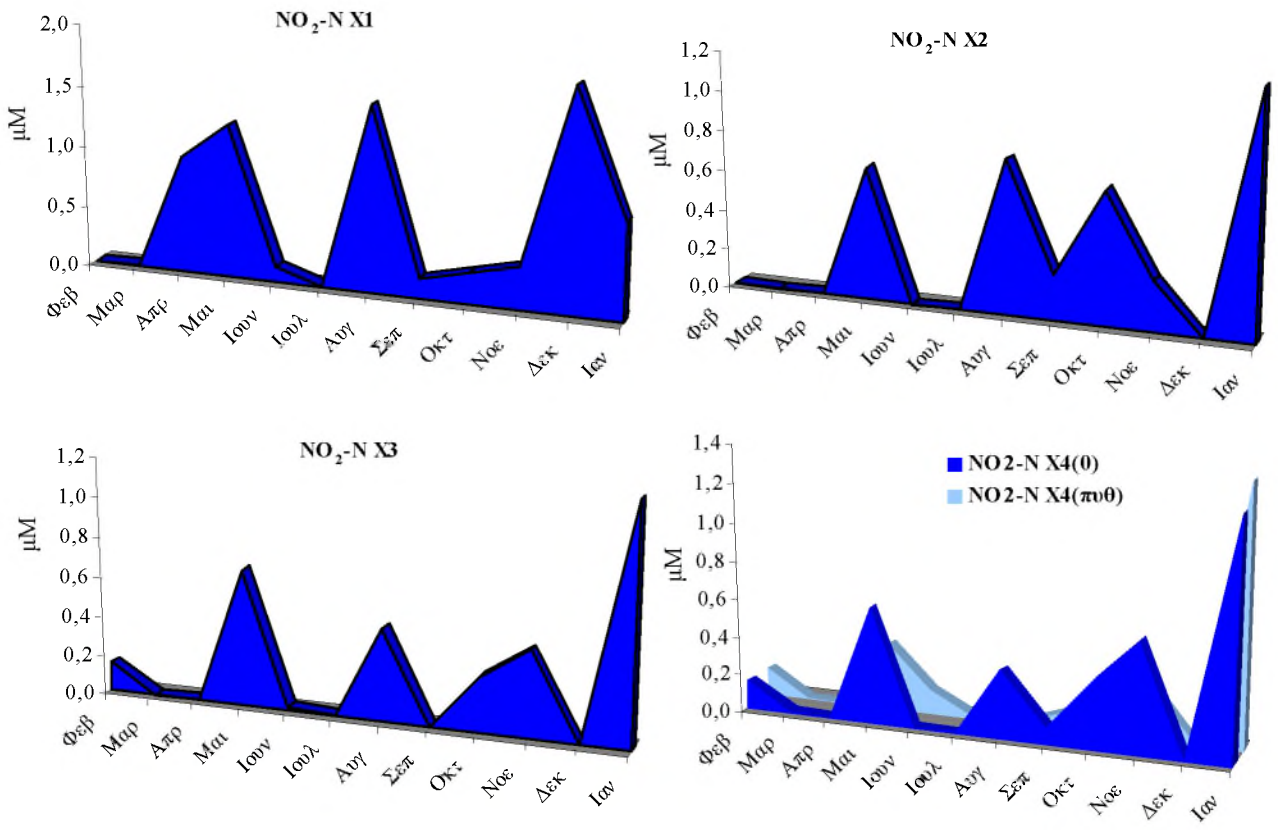 NO2-N X1
μM
2,0
1,5
1,0
0,5
0,0
Φεβ
Μαρ
Απρ
Μαι
Ιουν
Ιουλ
Αυγ
Σεπ
Οκτ
Νοε
Δεκ
Ιαν
NO2-N X2
μM
1,2
1,0
0,8
0,6
0,4
0,2
0,0
Φεβ
Μαρ
Απρ
Μαι
Ιουν
Ιουλ
Αυγ
Σεπ
Οκτ
Νοε
Δεκ
Ιαν
NO2-N X3
μM
1,2
1,0
0,8
0,6
0,4
0,2
0,0
Φεβ
Μαρ
Απρ
Μαι
Ιουν
Ιουλ
Αυγ
Σεπ
Οκτ
Νοε
Δεκ
Ιαν
NO2-N X4(0)
NO2-N X4(πυθ)
μM
1,4
1,2
1,0
0,8
0,6
0,4
0,2
0,0
Φεβ
Μαρ
Απρ
Μαι
Ιουν
Ιουλ
Αυγ
Σεπ
Οκτ
Νοε
Δεκ
Ιαν